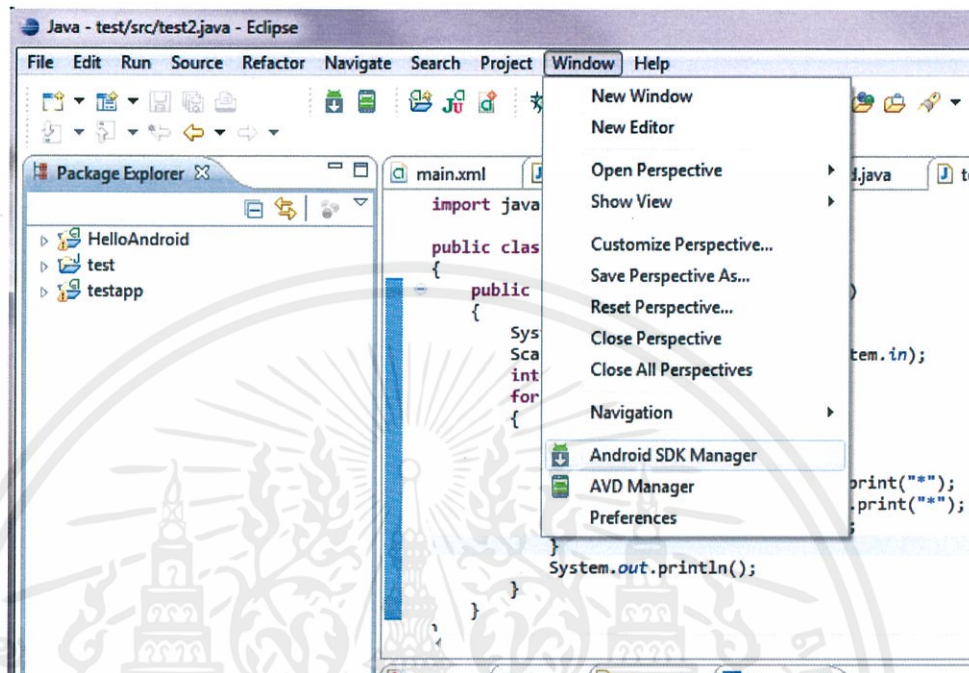 Java - test/src/test2.java - Eclipse
File Edit Run Source Refactor Navigate Search Project Window Help
New Window
New Editor
Open Perspective
Show View
Customize Perspective...
Save Perspective As...
Reset Perspective...
Close Perspective
Close All Perspectives
Navigation
Android SDK Manager
AVD Manager
Preferences
Package Explorer
HelloAndroid
test
testapp
main.xml
.java
import java
public clas
{
public )
{
Sys
Sca tem.in);
int
for
{
print("*");
.print("*");
;
}
System.out.println();
}
}